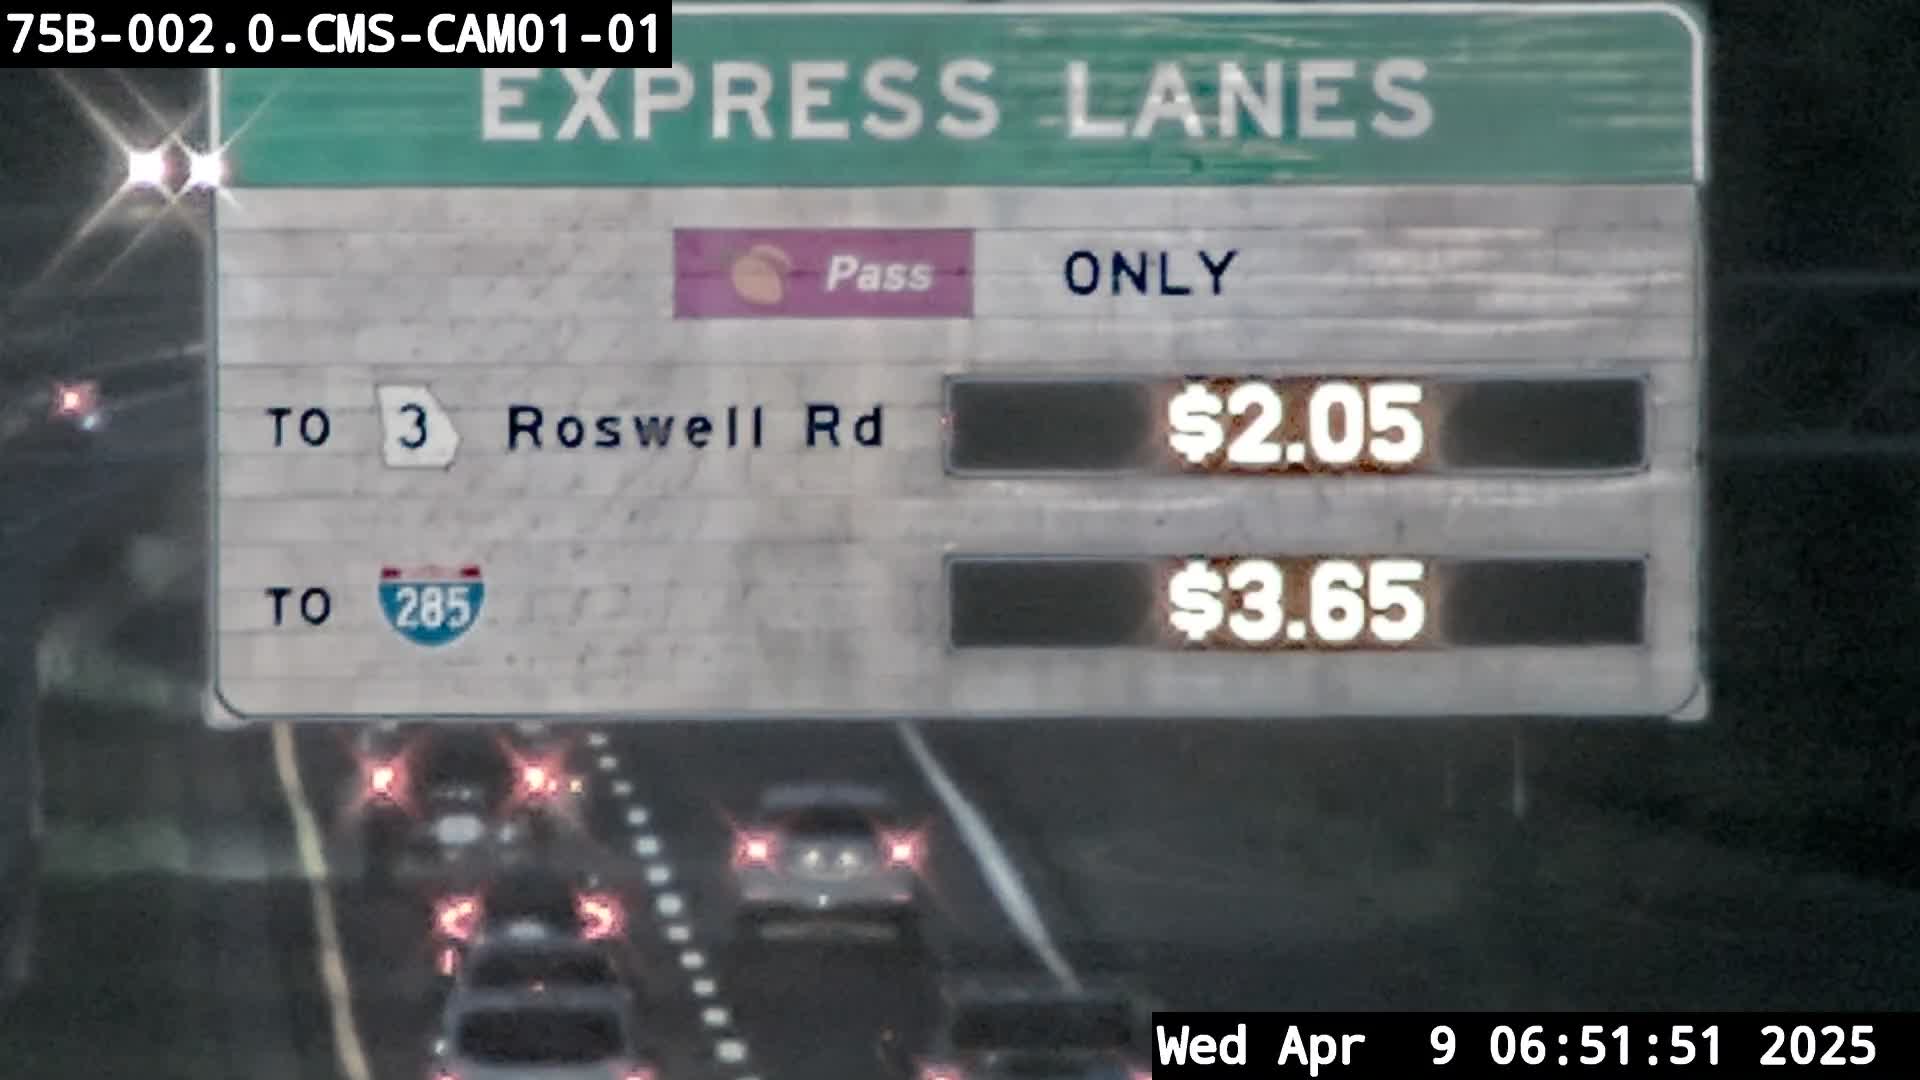 75B-002.0-CMS-CAM01-01
EXPRESS LANES
Pass ONLY
TO 3 Roswell Rd $2.05
TO 285 $3.65
Wed Apr 9 06:51:51 2025